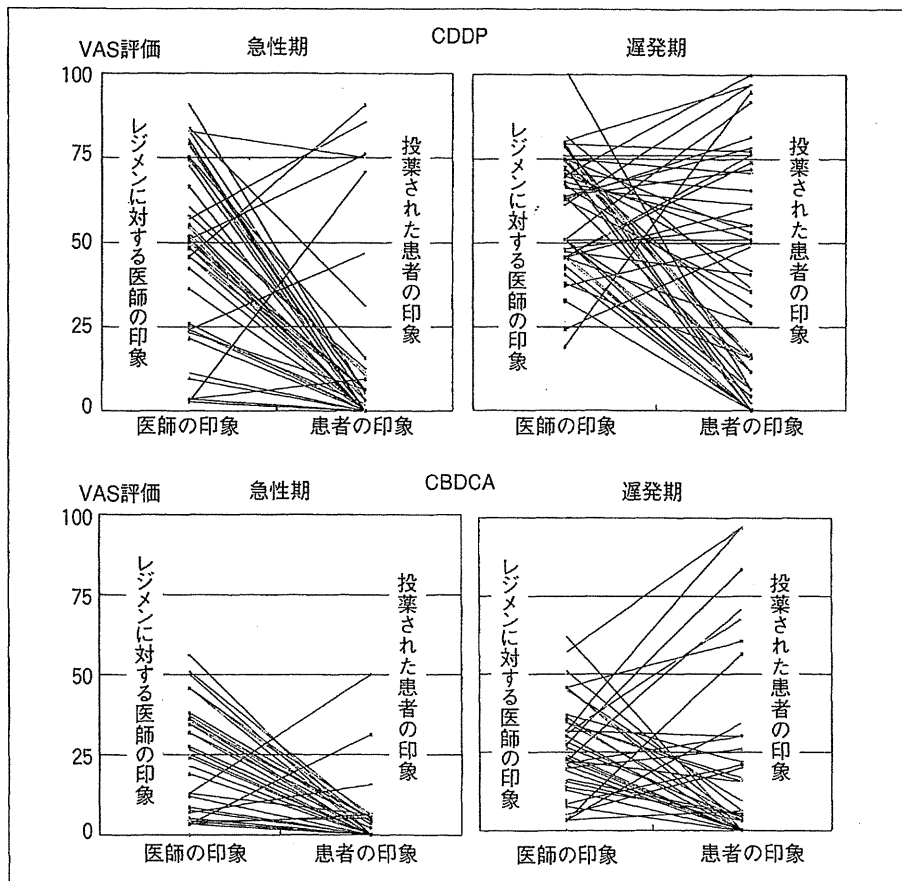 CDDP
VAS評価
急性期
遅発期
100
75
50
25
0
レジメンに対する医師の印象
投薬された患者の印象
医師の印象
患者の印象
レジメンに対する医師の印象
投薬された患者の印象
医師の印象
患者の印象
CBDCA
VAS評価
急性期
遅発期
100
75
50
25
0
レジメンに対する医師の印象
投薬された患者の印象
医師の印象
患者の印象
レジメンに対する医師の印象
投薬された患者の印象
医師の印象
患者の印象